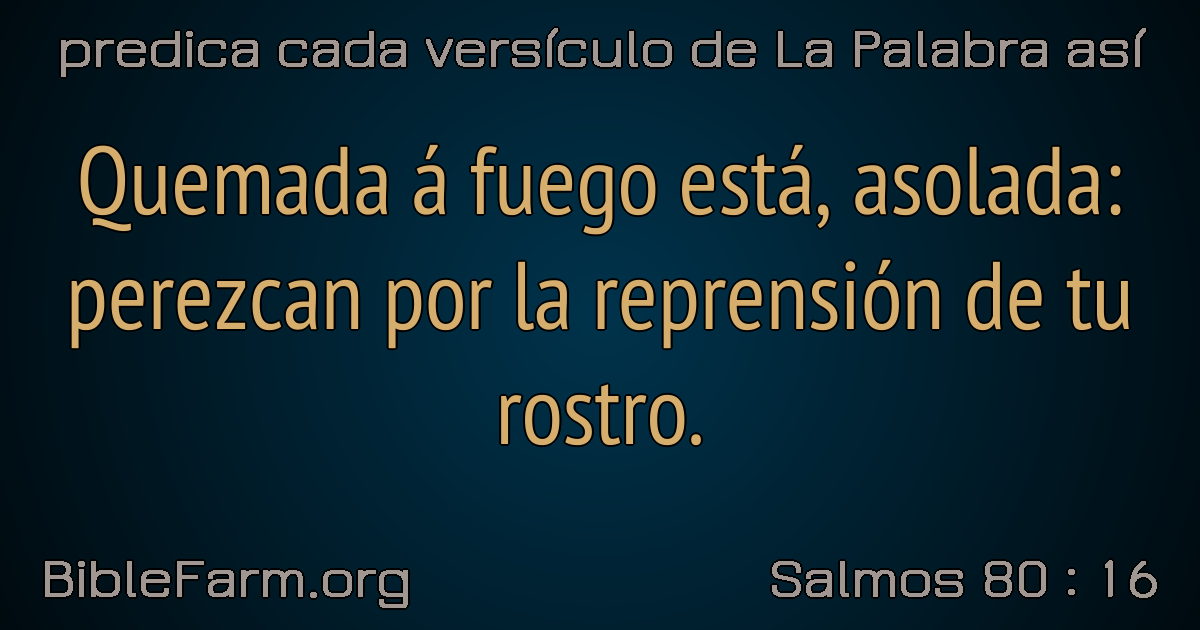 predica cada versículo de La Palabra así
Quemada á fuego está, asolada:
perezcan por la reprensión de tu
rostro.
BibleFarm.org
Salmos 80 : 16